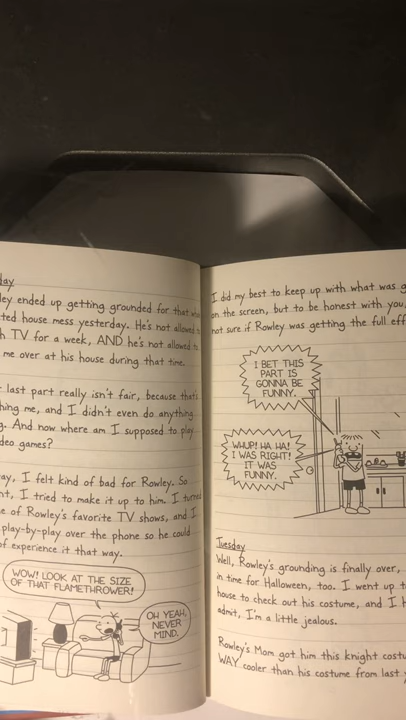 ley ended up getting grounded for that
ted house mess yesterday. He's not allowed
h TV for a week, AND he's not allowed
me over at his house during that time.
last part really isn't fair, because that's
hing me, and I didn't even do anything
g. And now where am I supposed to play
deo games?
ay, I felt kind of bad for Rowley. So
ht, I tried to make it up to him. I turned
e of Rowley's favorite TV shows, and I
play-by-play over the phone so he could
of experience it that way.
WOW! LOOK AT THE SIZE
OF THAT FLAMETHROWER!
OH YEAH,
NEVER
MIND.
I did my best to keep up with what was g
on the screen, but to be honest with you,
not sure if Rowley was getting the full eff
I BET THIS
PART IS
GONNA BE
FUNNY.
WHUP! HA HA!
I WAS RIGHT!
IT WAS
FUNNY.
Tuesday
Well, Rowley's grounding is finally over,
in time for Halloween, too. I went up t
house to check out his costume, and I h
admit, I'm a little jealous.
Rowley's Mom got him this knight costu
WAY cooler than his costume from last y